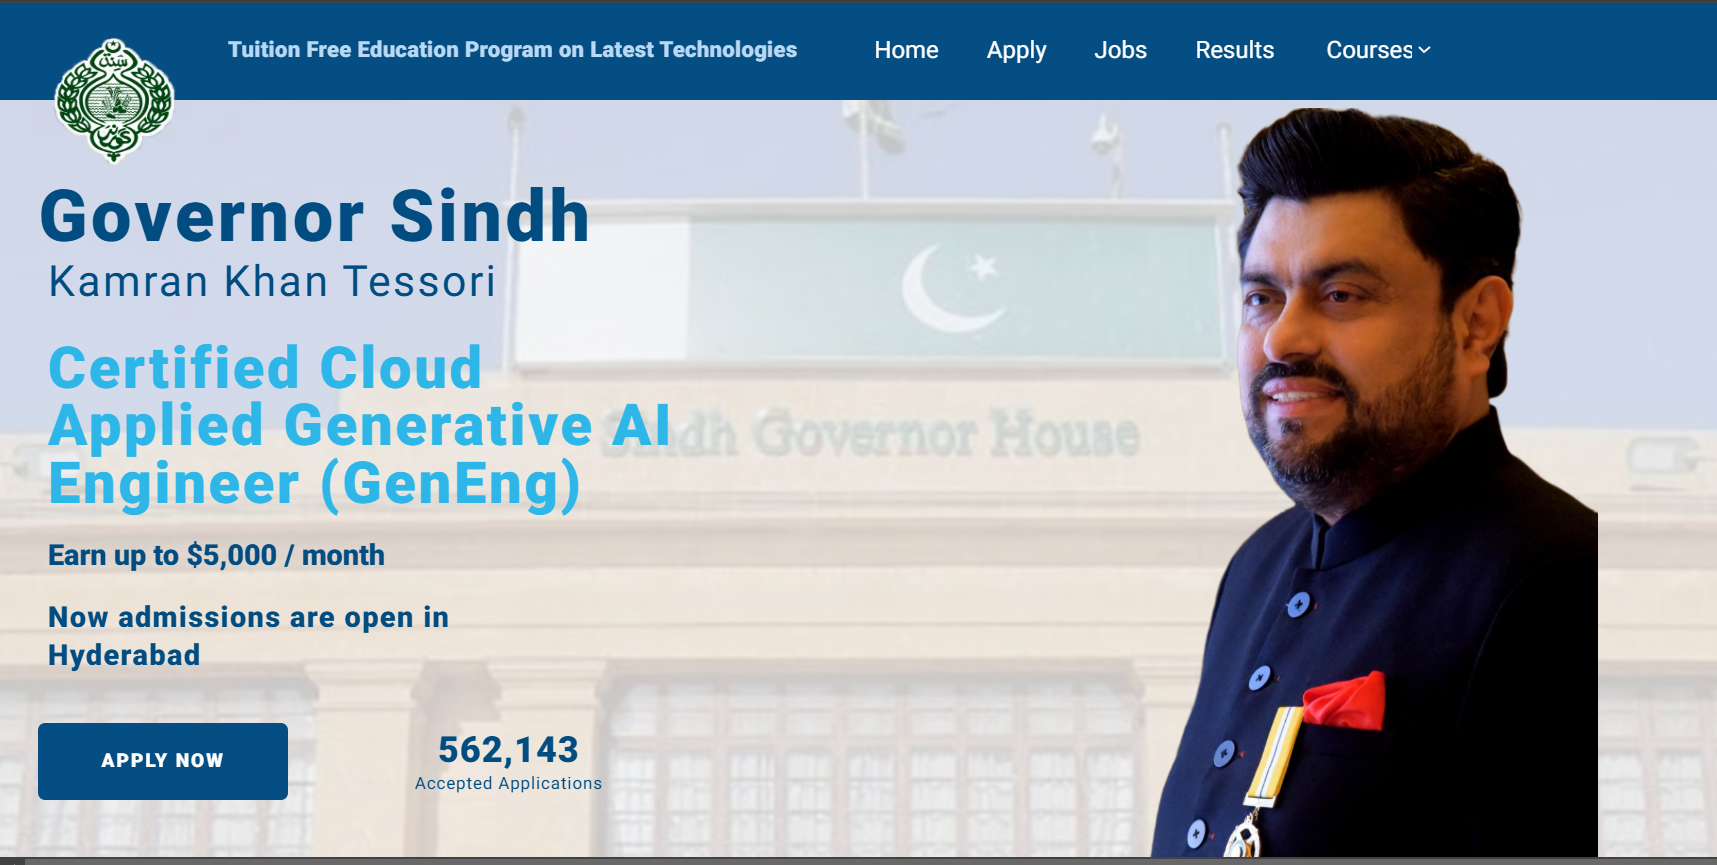 Tuition Free Education Program on Latest Technologies
Home
Apply
Jobs
Results
Courses
سندھ
گورنر
Governor Sindh
Kamran Khan Tessori
Certified Cloud
Applied Generative AI
Engineer (GenEng)
Sindh Governor House
Earn up to $5,000 / month
Now admissions are open in
Hyderabad
APPLY NOW
562,143
Accepted Applications